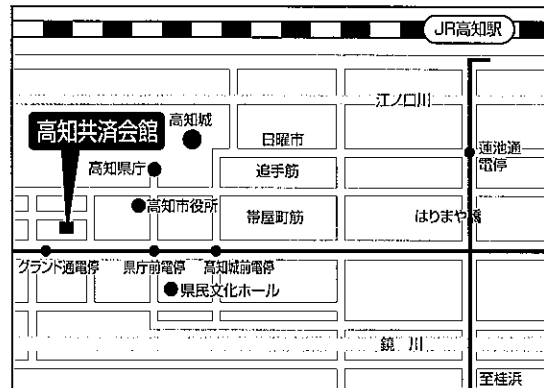 JR高知駅
江ノ口川
高知城
高知共済会館
日曜市
蓮池通
電停
高知県庁
追手筋
高知市役所
帯屋町筋
はりまや橋
グランド通電停
県庁前電停
高知城前電停
県民文化ホール
鏡 川
至桂浜